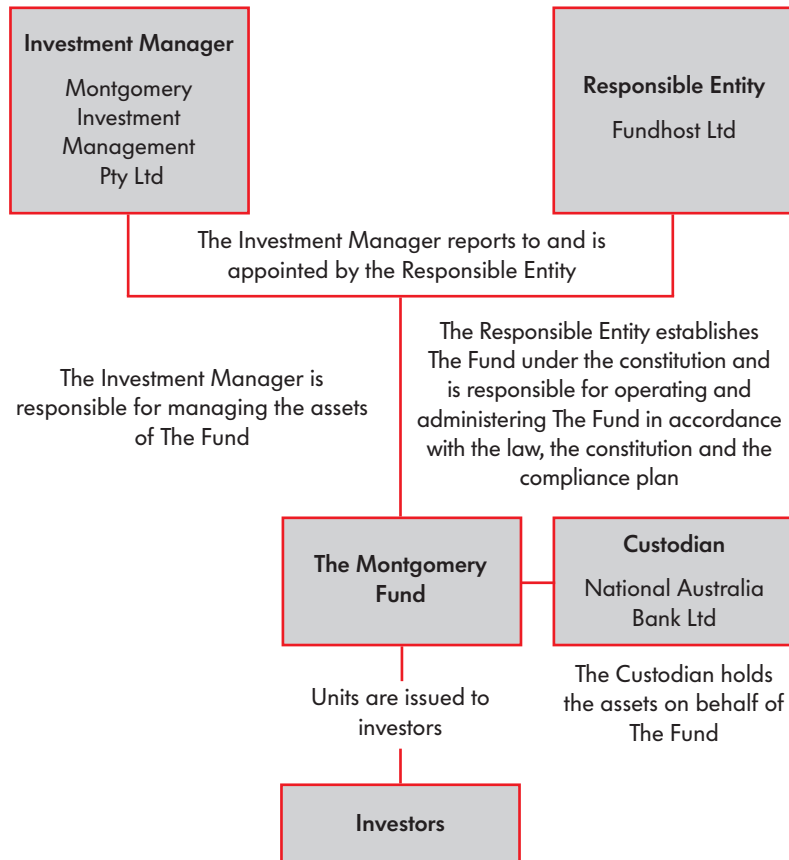 Investment Manager
Montgomery
Investment
Management
Pty Ltd
Responsible Entity
Fundhost Ltd
The Investment Manager reports to and is
appointed by the Responsible Entity
The Investment Manager is
responsible for managing the assets
of The Fund
The Responsible Entity establishes
The Fund under the constitution and
is responsible for operating and
administering The Fund in accordance
with the law, the constitution and the
compliance plan
The Montgomery
Fund
Custodian
National Australia
Bank Ltd
The Custodian holds
the assets on behalf of
The Fund
Units are issued to
investors
Investors